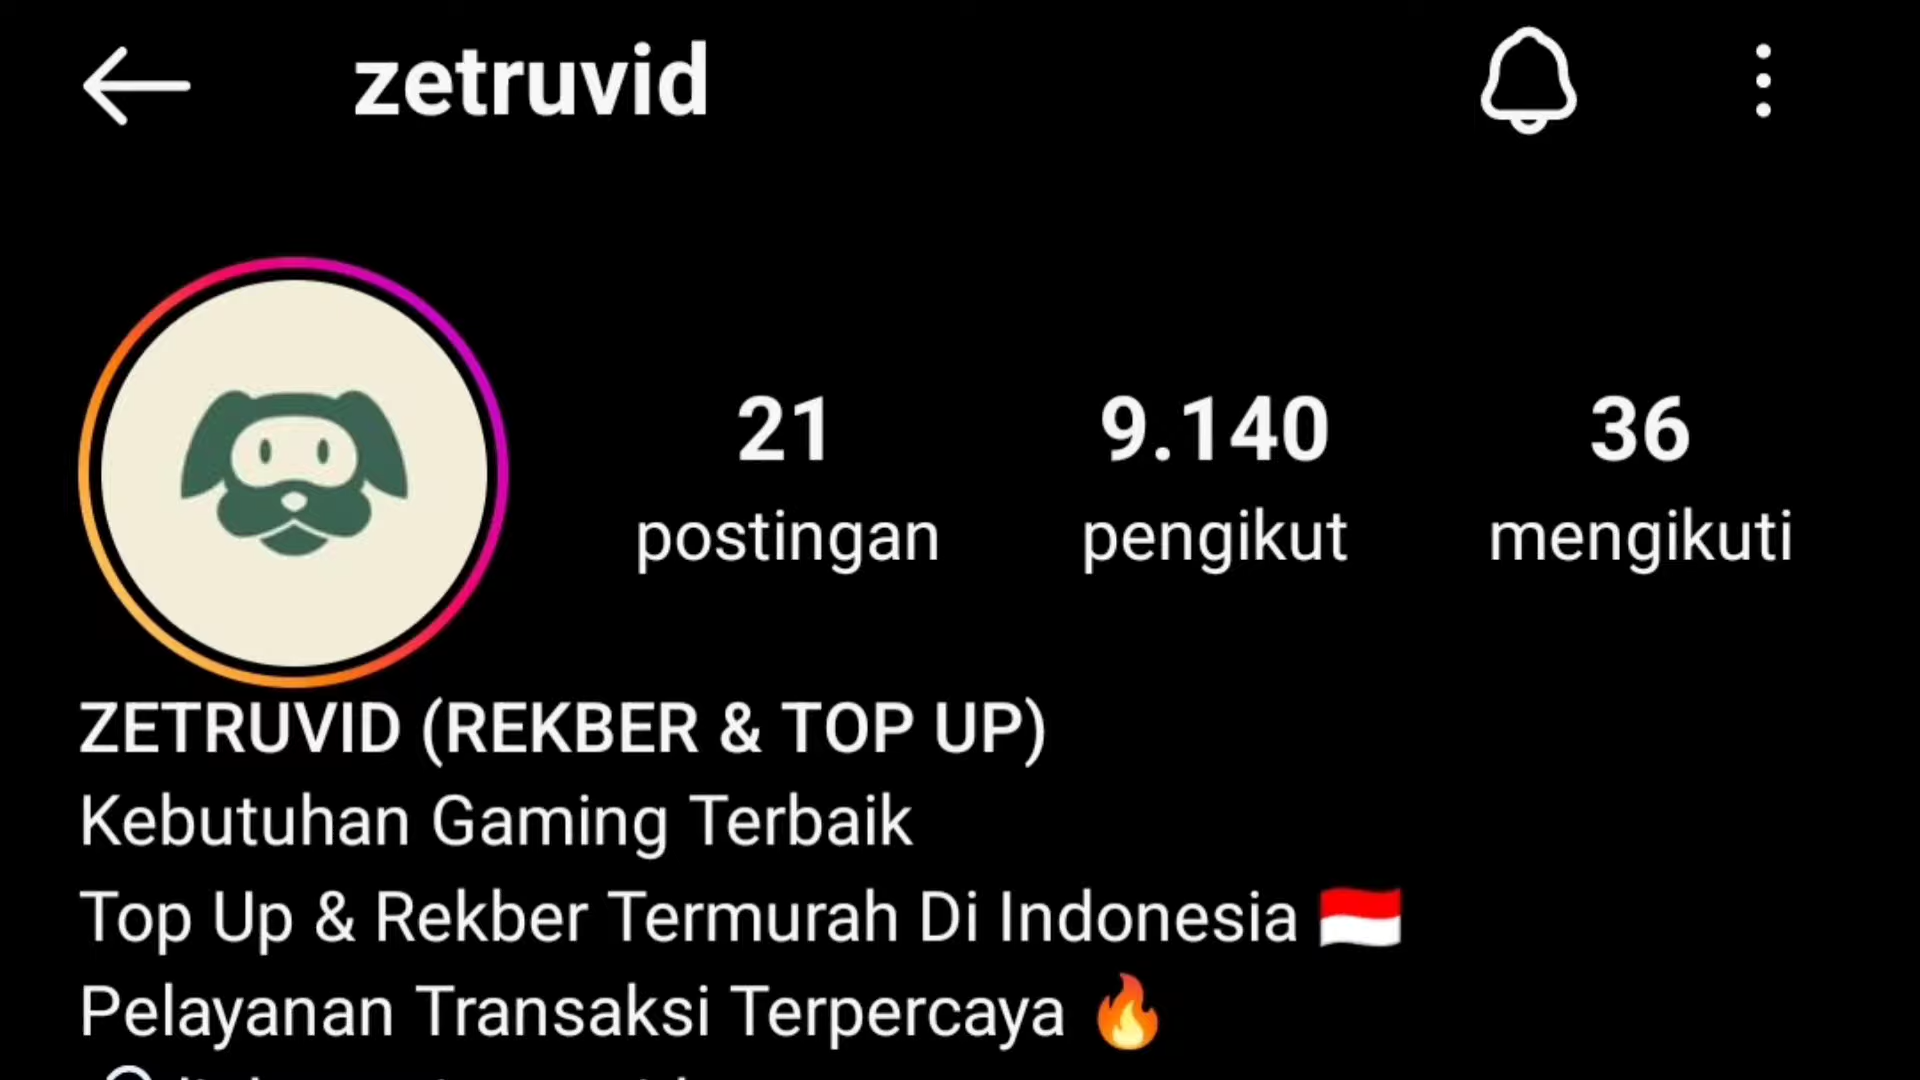 zetruvid
21 9.140 36
postingan pengikut mengikuti
ZETRUVID (REKBER & TOP UP)
Kebutuhan Gaming Terbaik
Top Up & Rekber Termurah Di Indonesia 🇮🇩
Pelayanan Transaksi Terpercaya 🔥